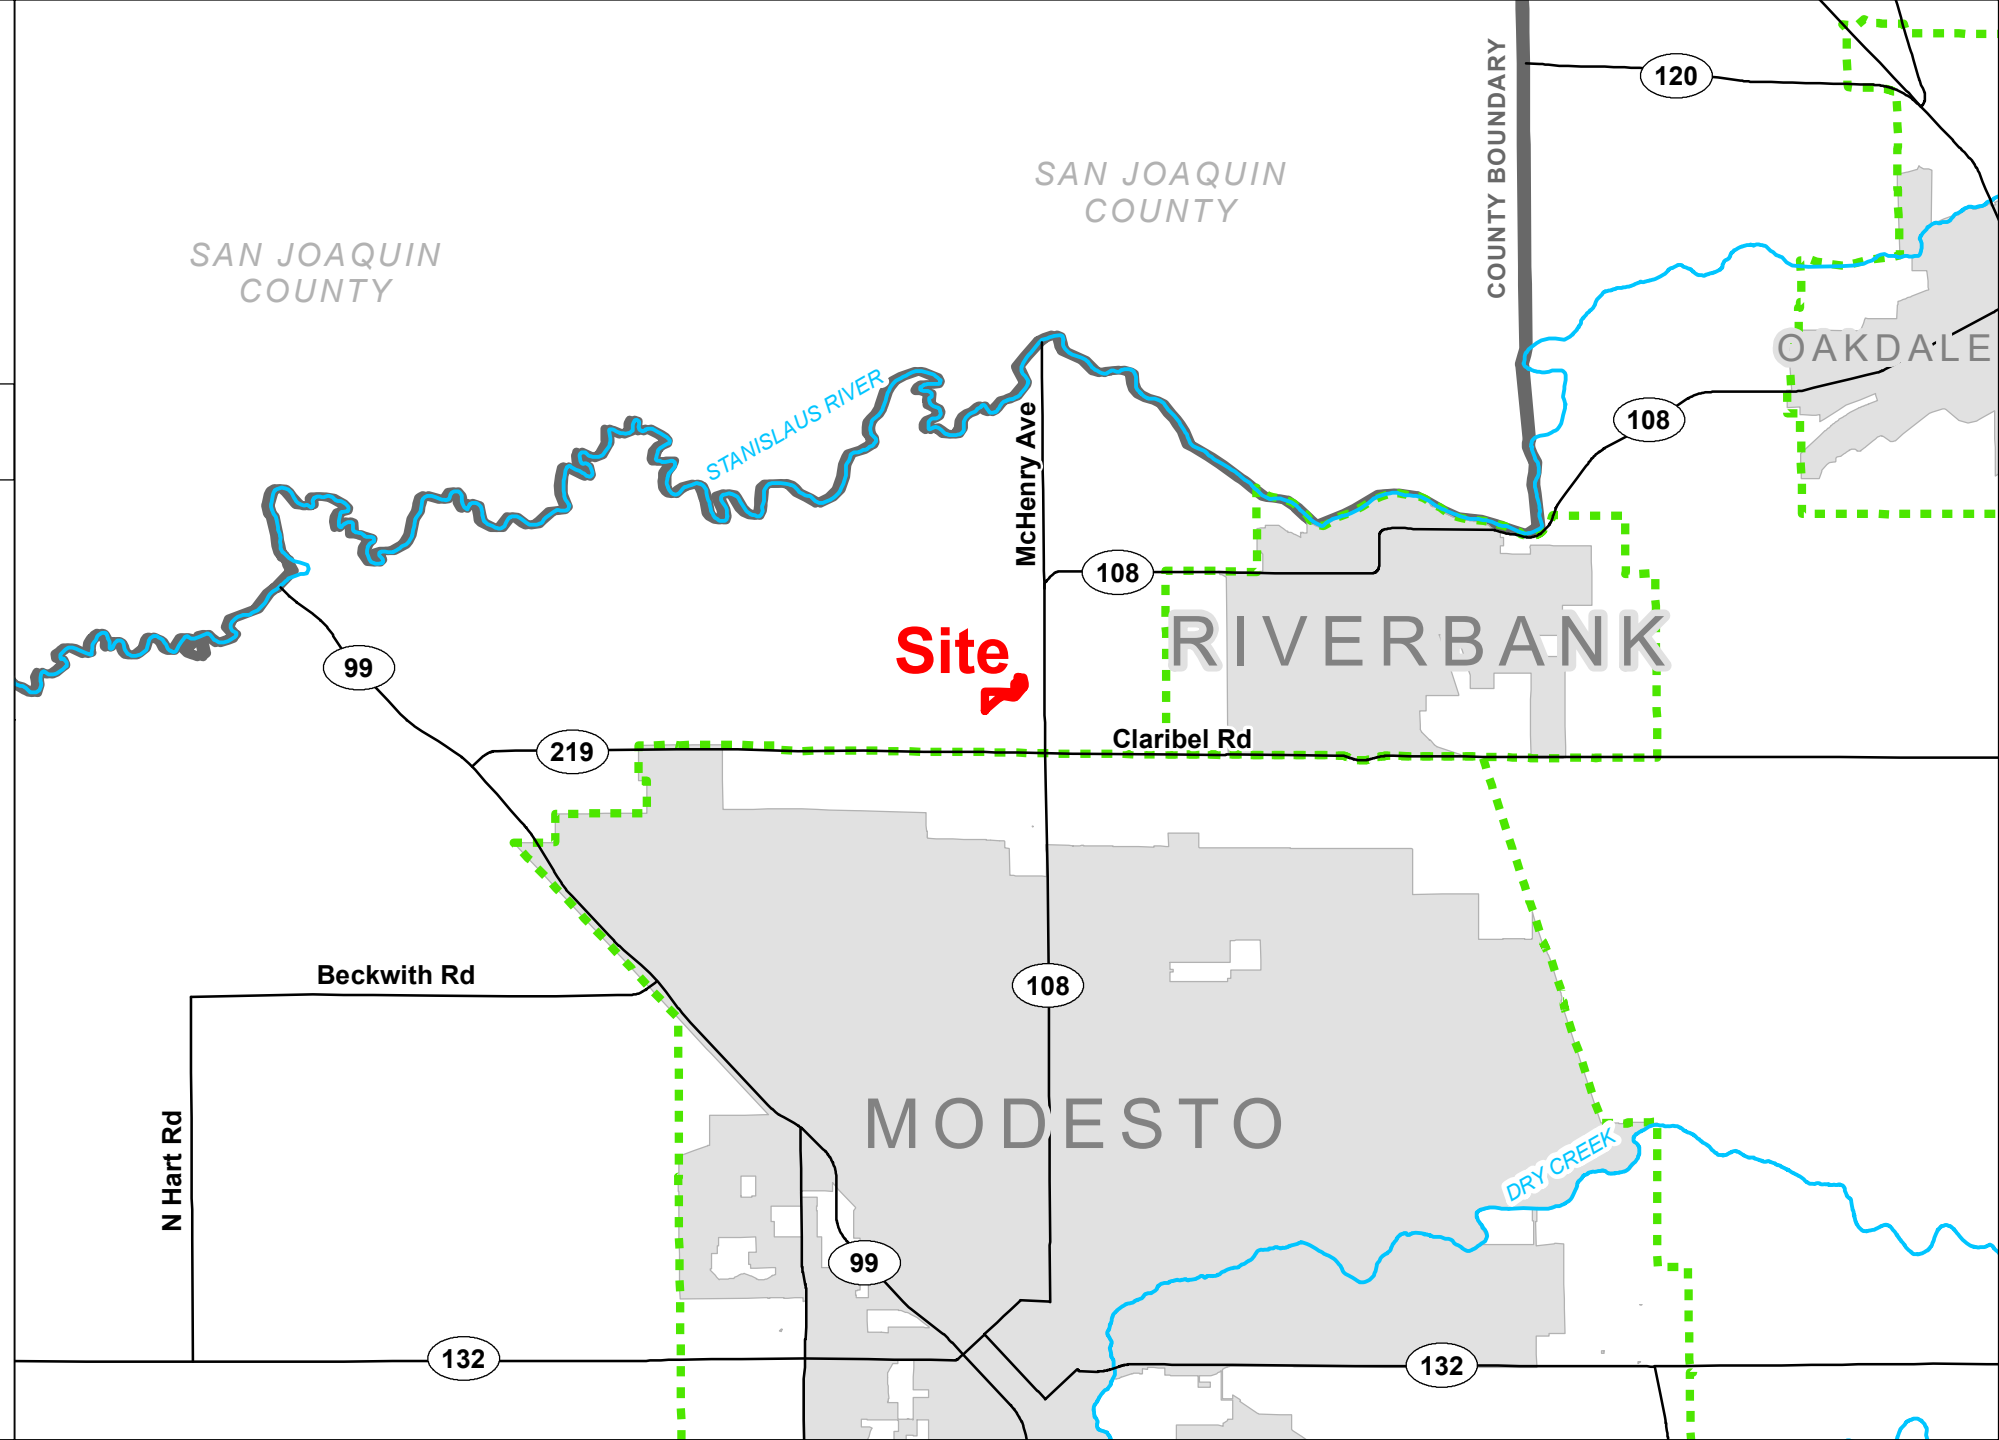 COUNTY BOUNDARY
120
SAN JOAQUIN
COUNTY
SAN JOAQUIN
COUNTY
OAKDALE
STANISLAUS RIVER
108
McHenry Ave
108
RIVERBANK
Site
99
219
Claribel Rd
Beckwith Rd
108
MODESTO
N Hart Rd
DRY CREEK
99
132
132